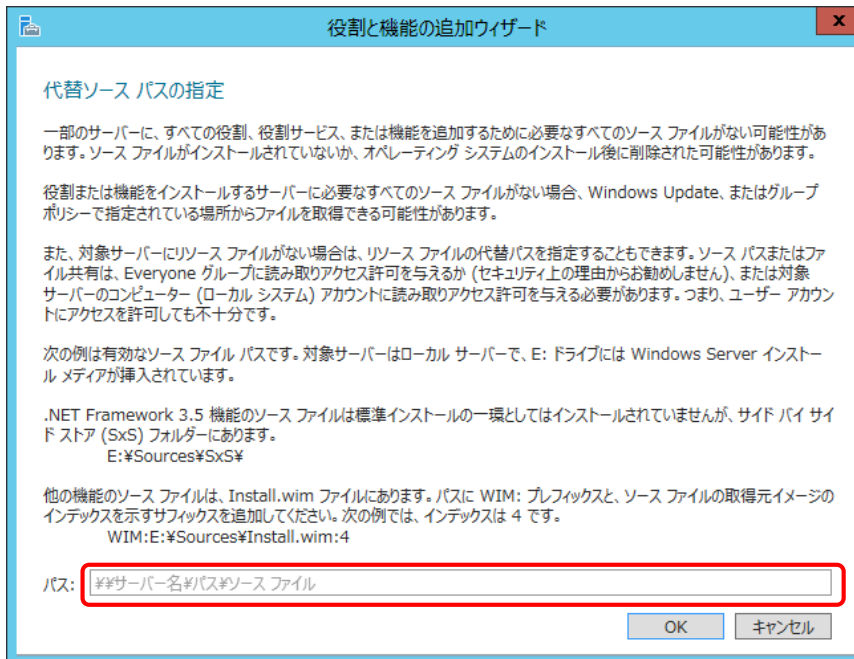 役割と機能の追加ウィザード
x
代替ソース パスの指定
一部のサーバーに、すべての役割、役割サービス、または機能を追加するために必要なすべてのソース ファイルがない可能性があ
ります。ソース ファイルがインストールされていないか、オペレーティング システムのインストール後に削除された可能性があります。
役割または機能をインストールするサーバーに必要なすべてのソース ファイルがない場合、Windows Update、またはグループ
ポリシーで指定されている場所からファイルを取得できる可能性があります。
また、対象サーバーにリソース ファイルがない場合は、リソース ファイルの代替パスを指定することもできます。ソース パスまたはファ
イル共有は、Everyone グループに読み取りアクセス許可を与えるか (セキュリティ上の理由からお勧めしません)、または対象
サーバーのコンピューター (ローカル システム) アカウントに読み取りアクセス許可を与える必要があります。つまり、ユーザー アカウン
トにアクセスを許可しても不十分です。
次の例は有効なソース ファイル パスです。対象サーバーはローカル サーバーで、E: ドライブには Windows Server インストー
ル メディアが挿入されています。
.NET Framework 3.5 機能のソース ファイルは標準インストールの一環としてはインストールされていませんが、サイド バイ サイ
ド ストア (SxS) フォルダーにあります。
E:¥Sources¥SxS¥
他の機能のソース ファイルは、Install.wim ファイルにあります。パスに WIM: プレフィックスと、ソース ファイルの取得元イメージの
インデックスを示すサフィックスを追加してください。次の例では、インデックスは 4 です。
WIM:E:¥Sources¥Install.wim:4
パス: ¥¥サーバー名¥パス¥ソース ファイル
OK キャンセル